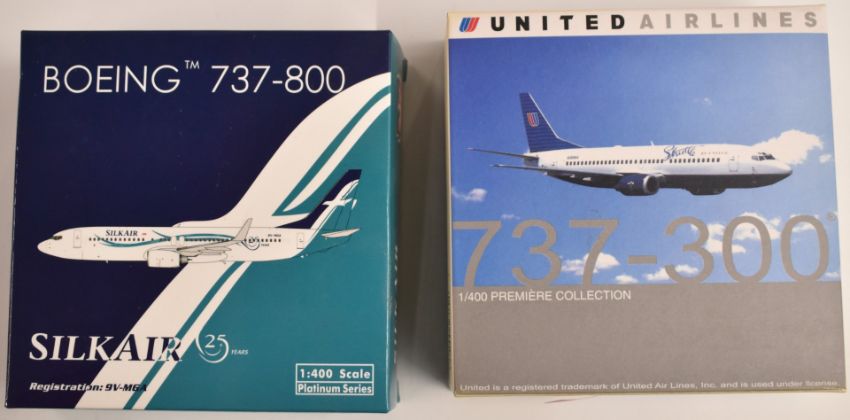 BOEING™ 737-800
SILKAIR
SILKAIR
25
YEARS
1:400 Scale
Platinum Series
Registration: 9V-MGA
UNITED AIRLINES
Shuttle
737-300
1/400 PREMIÈRE COLLECTION
United is a registered trademark of United Air Lines, Inc. and is used under license.